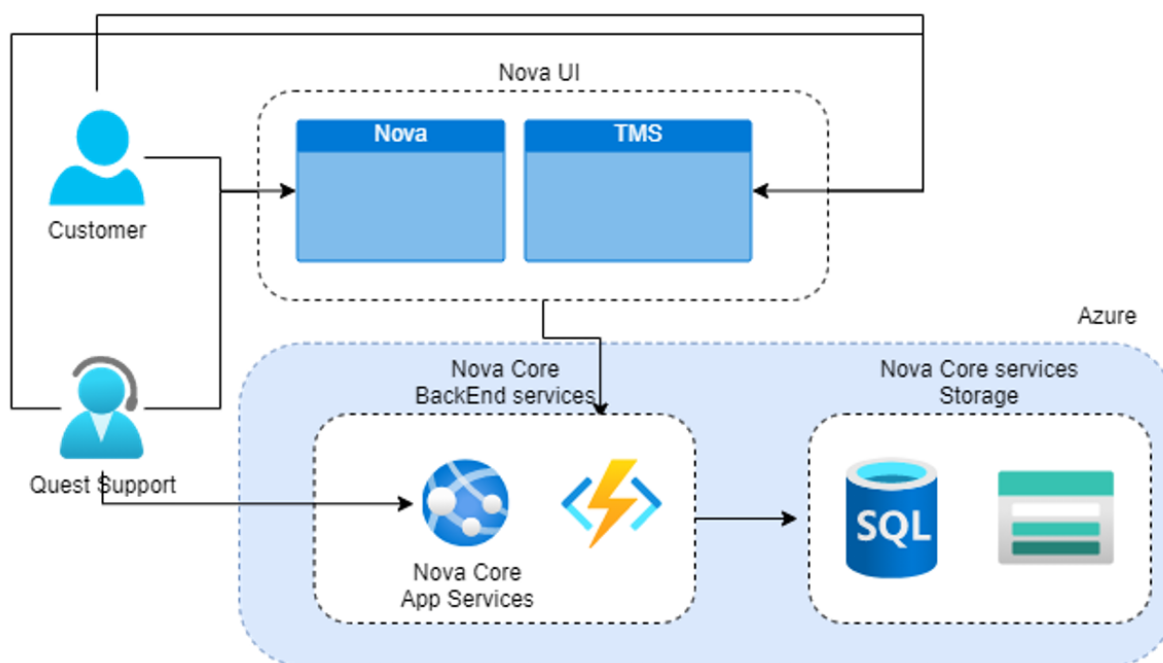 Nova UI
Nova
TMS
Customer
Azure
Nova Core
BackEnd services
Nova Core services
Storage
Quest Support
SQL
Nova Core
App Services